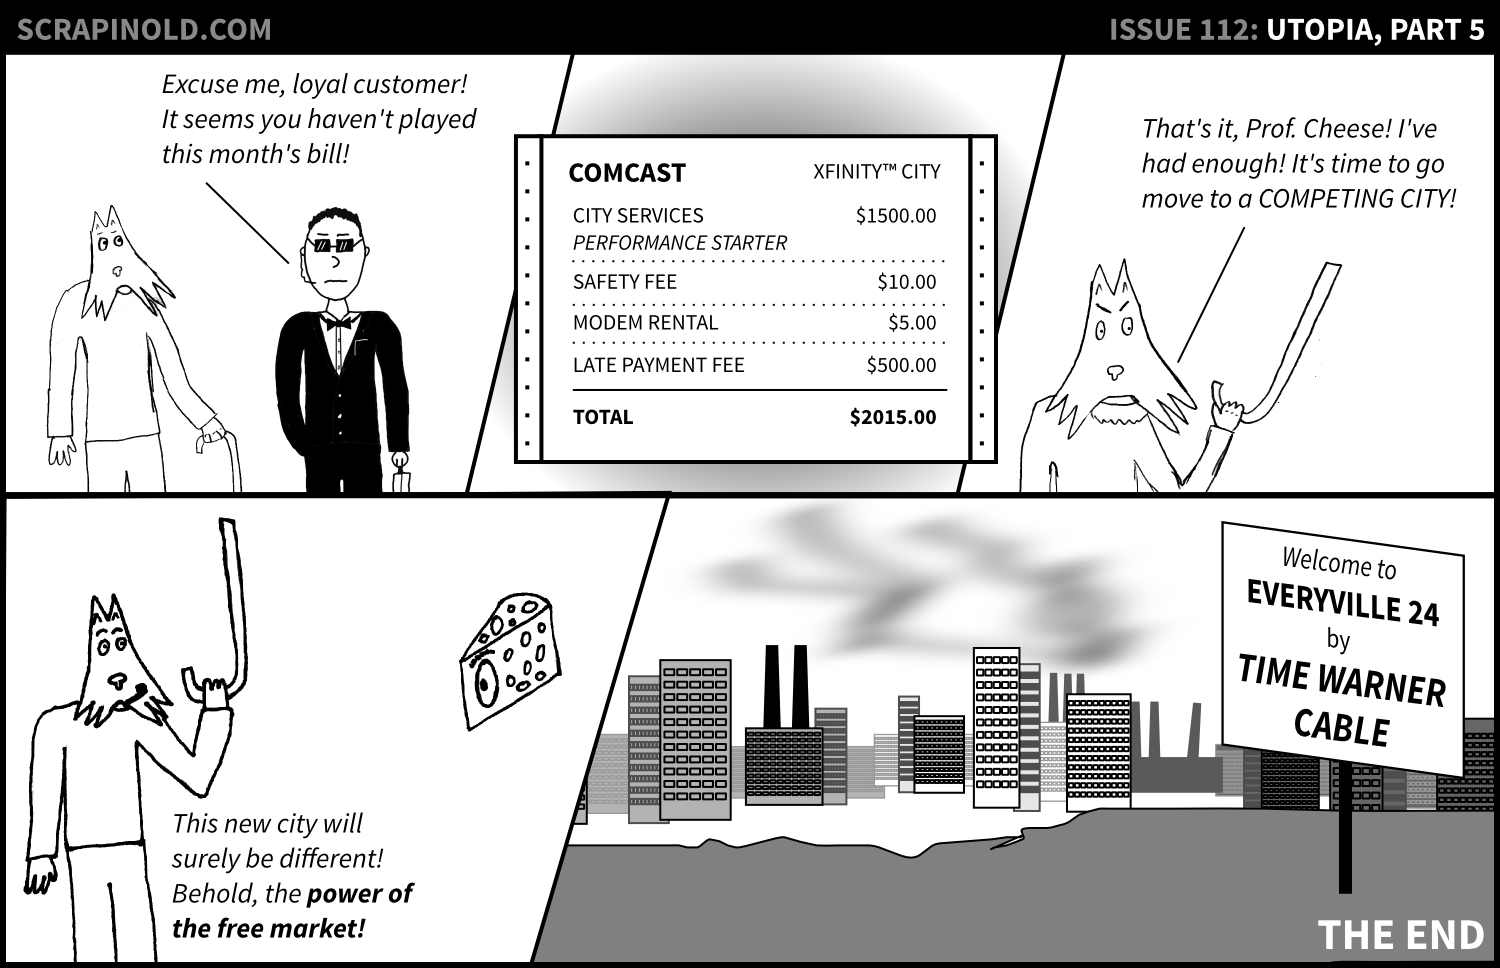 SCRAPINOLD.COM
ISSUE 112: UTOPIA, PART 5
Excuse me, loyal customer!
It seems you haven't played
this month's bill!
COMCAST XFINITY™ CITY
CITY SERVICES $1500.00
PERFORMANCE STARTER
SAFETY FEE $10.00
MODEM RENTAL $5.00
LATE PAYMENT FEE $500.00
TOTAL $2015.00
That's it, Prof. Cheese! I've
had enough! It's time to go
move to a COMPETING CITY!
This new city will
surely be different!
Behold, the power of
the free market!
Welcome to
EVERYVILLE 24
by
TIME WARNER
CABLE
THE END